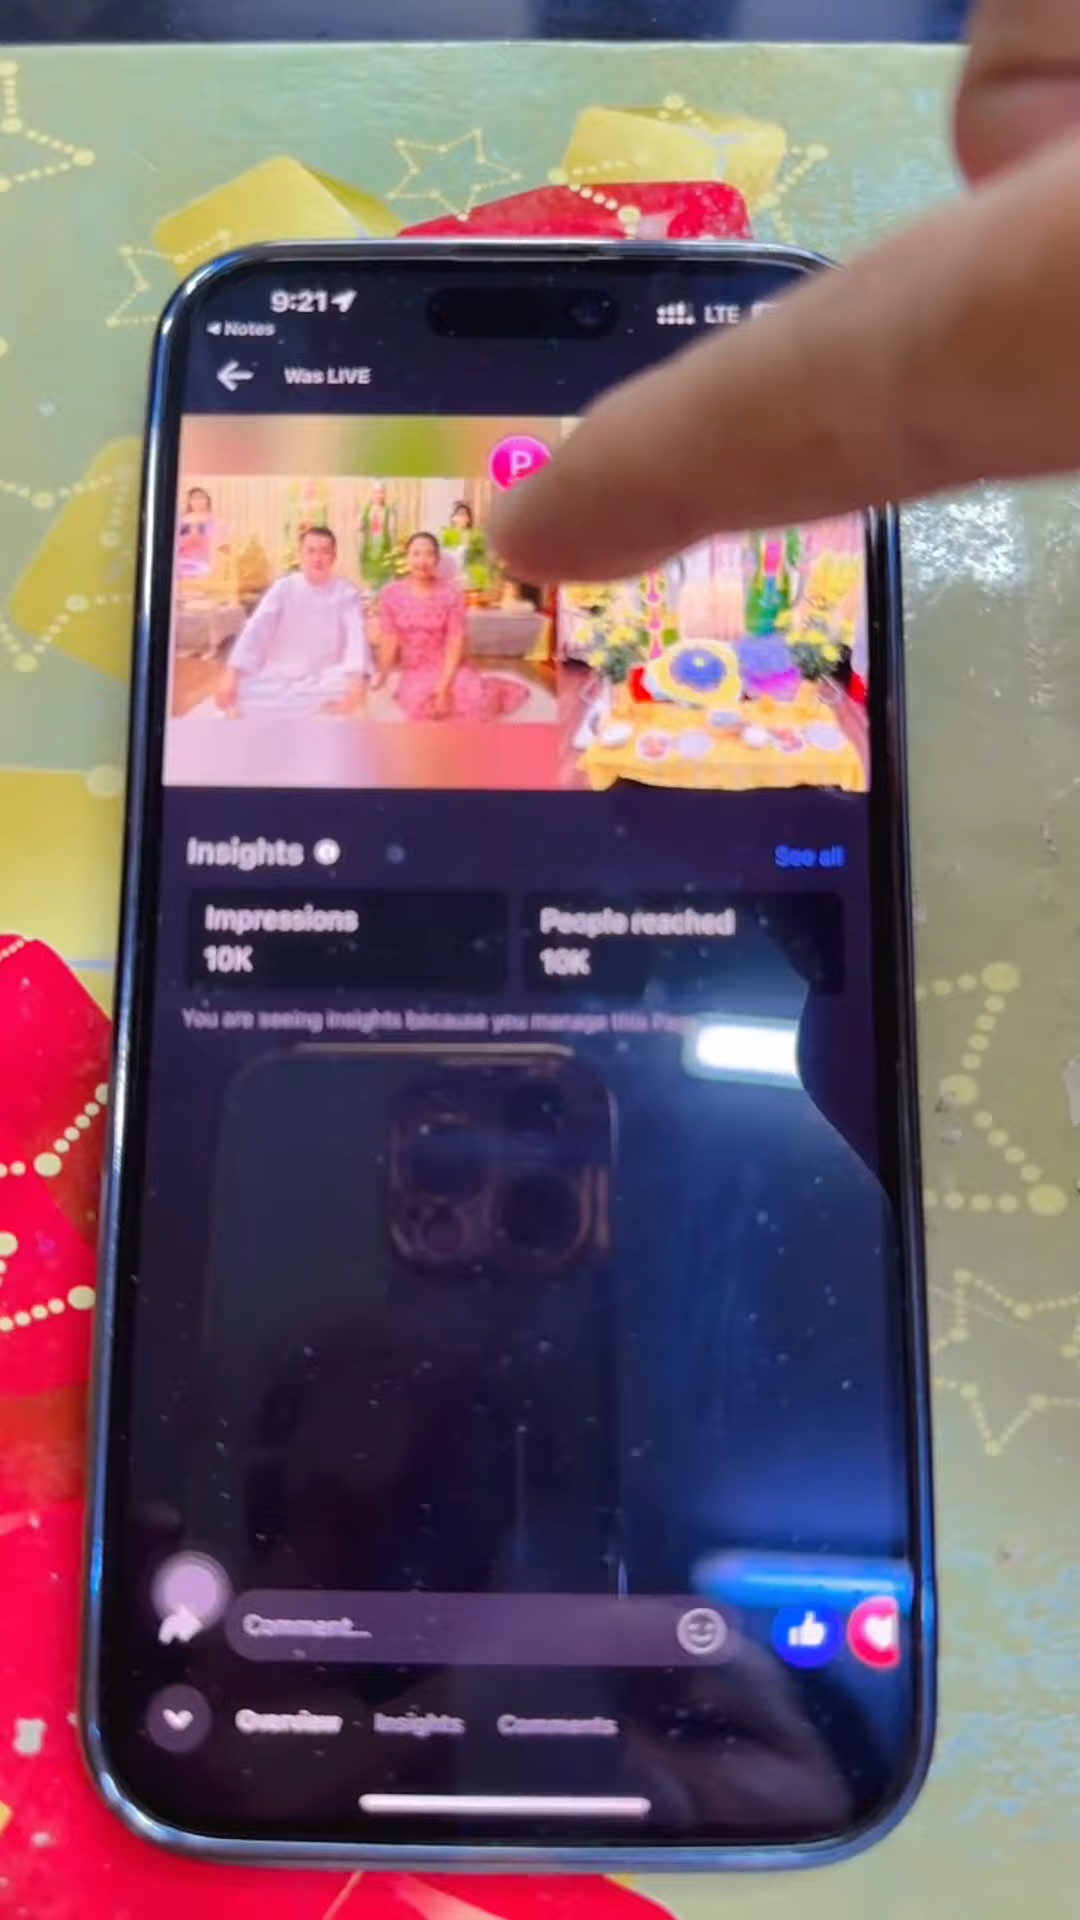 9:21
LTE
Notes
Was LIVE
P
Insights
See all
Impressions
10K
People reached
10K
You are seeing insights because you manage this
Comment...
Overview
Insights
Comments